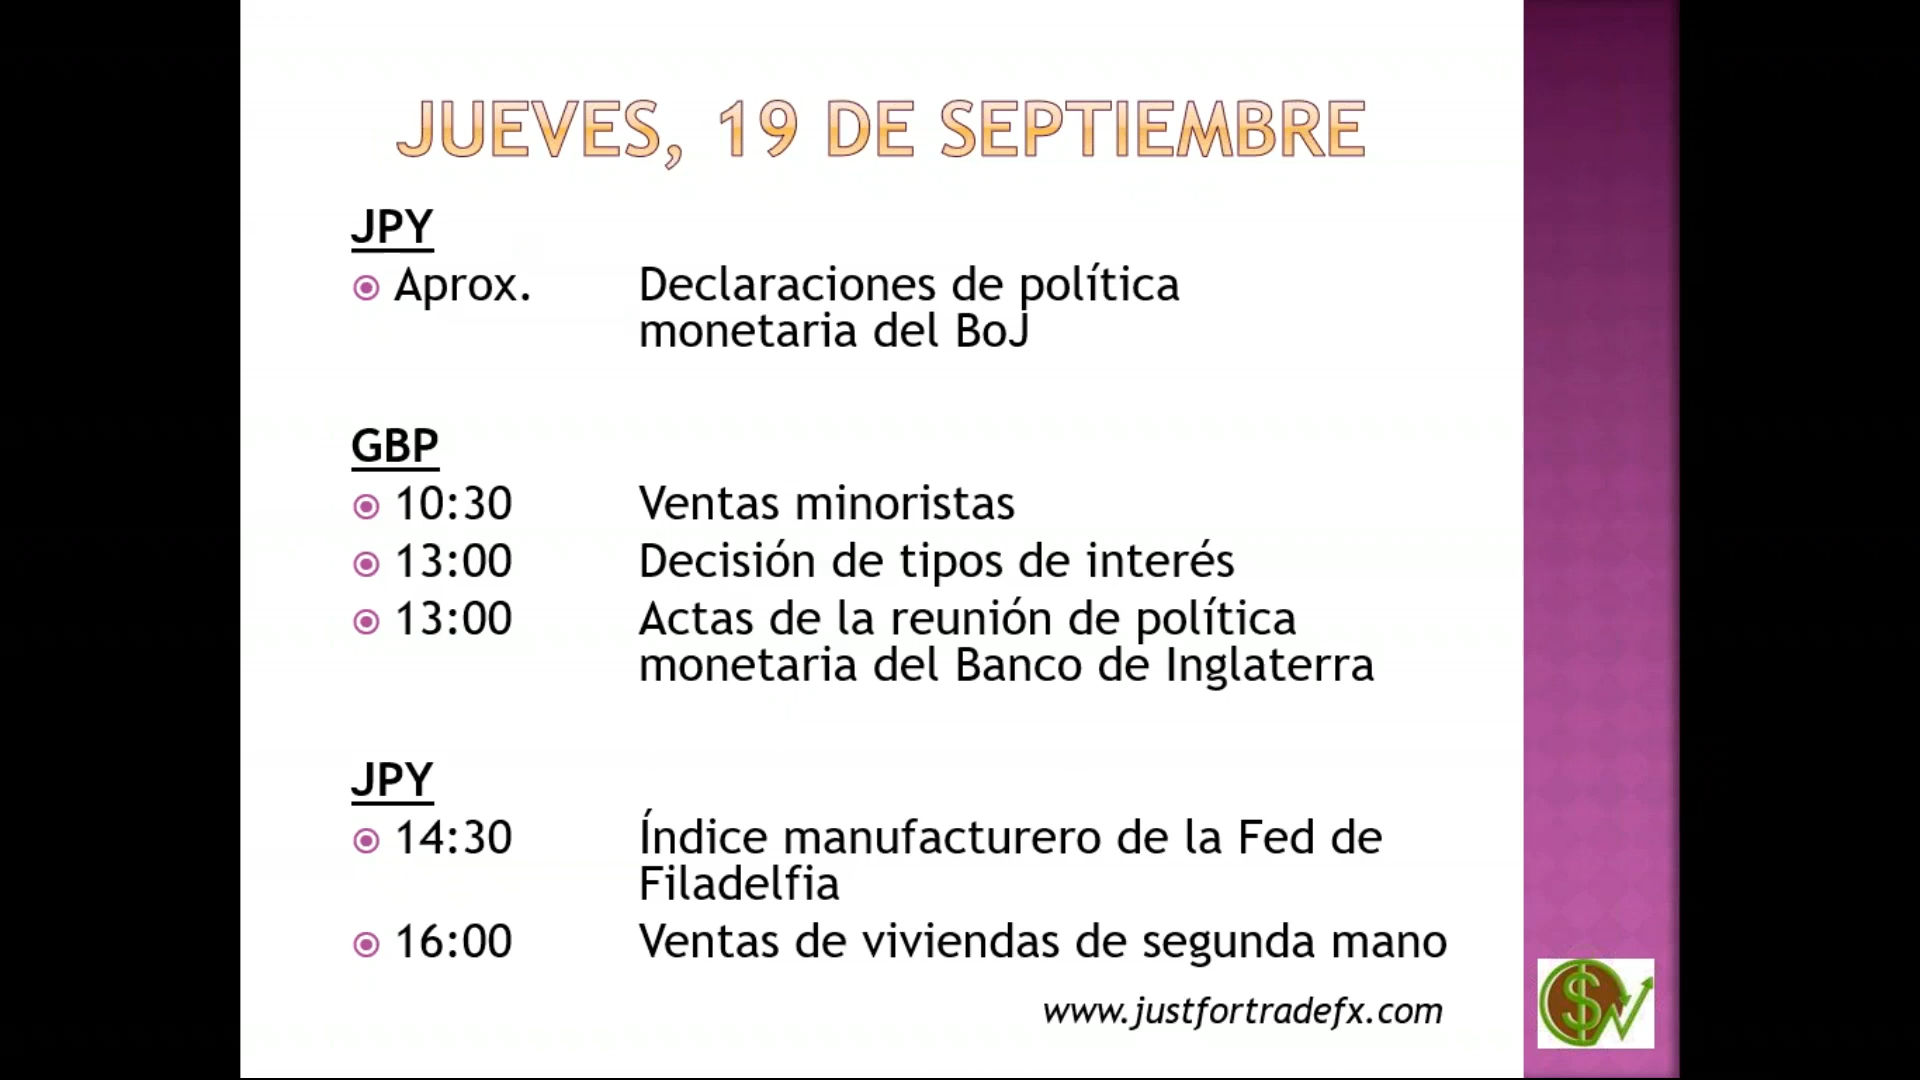 JUEVES, 19 DE SEPTIEMBRE
JPY
Aprox. Declaraciones de política
monetaria del BoJ
GBP
10:30 Ventas minoristas
13:00 Decisión de tipos de interés
13:00 Actas de la reunión de política
monetaria del Banco de Inglaterra
JPY
14:30 Índice manufacturero de la Fed de
Filadelfia
16:00 Ventas de viviendas de segunda mano
www.justfortradefx.com